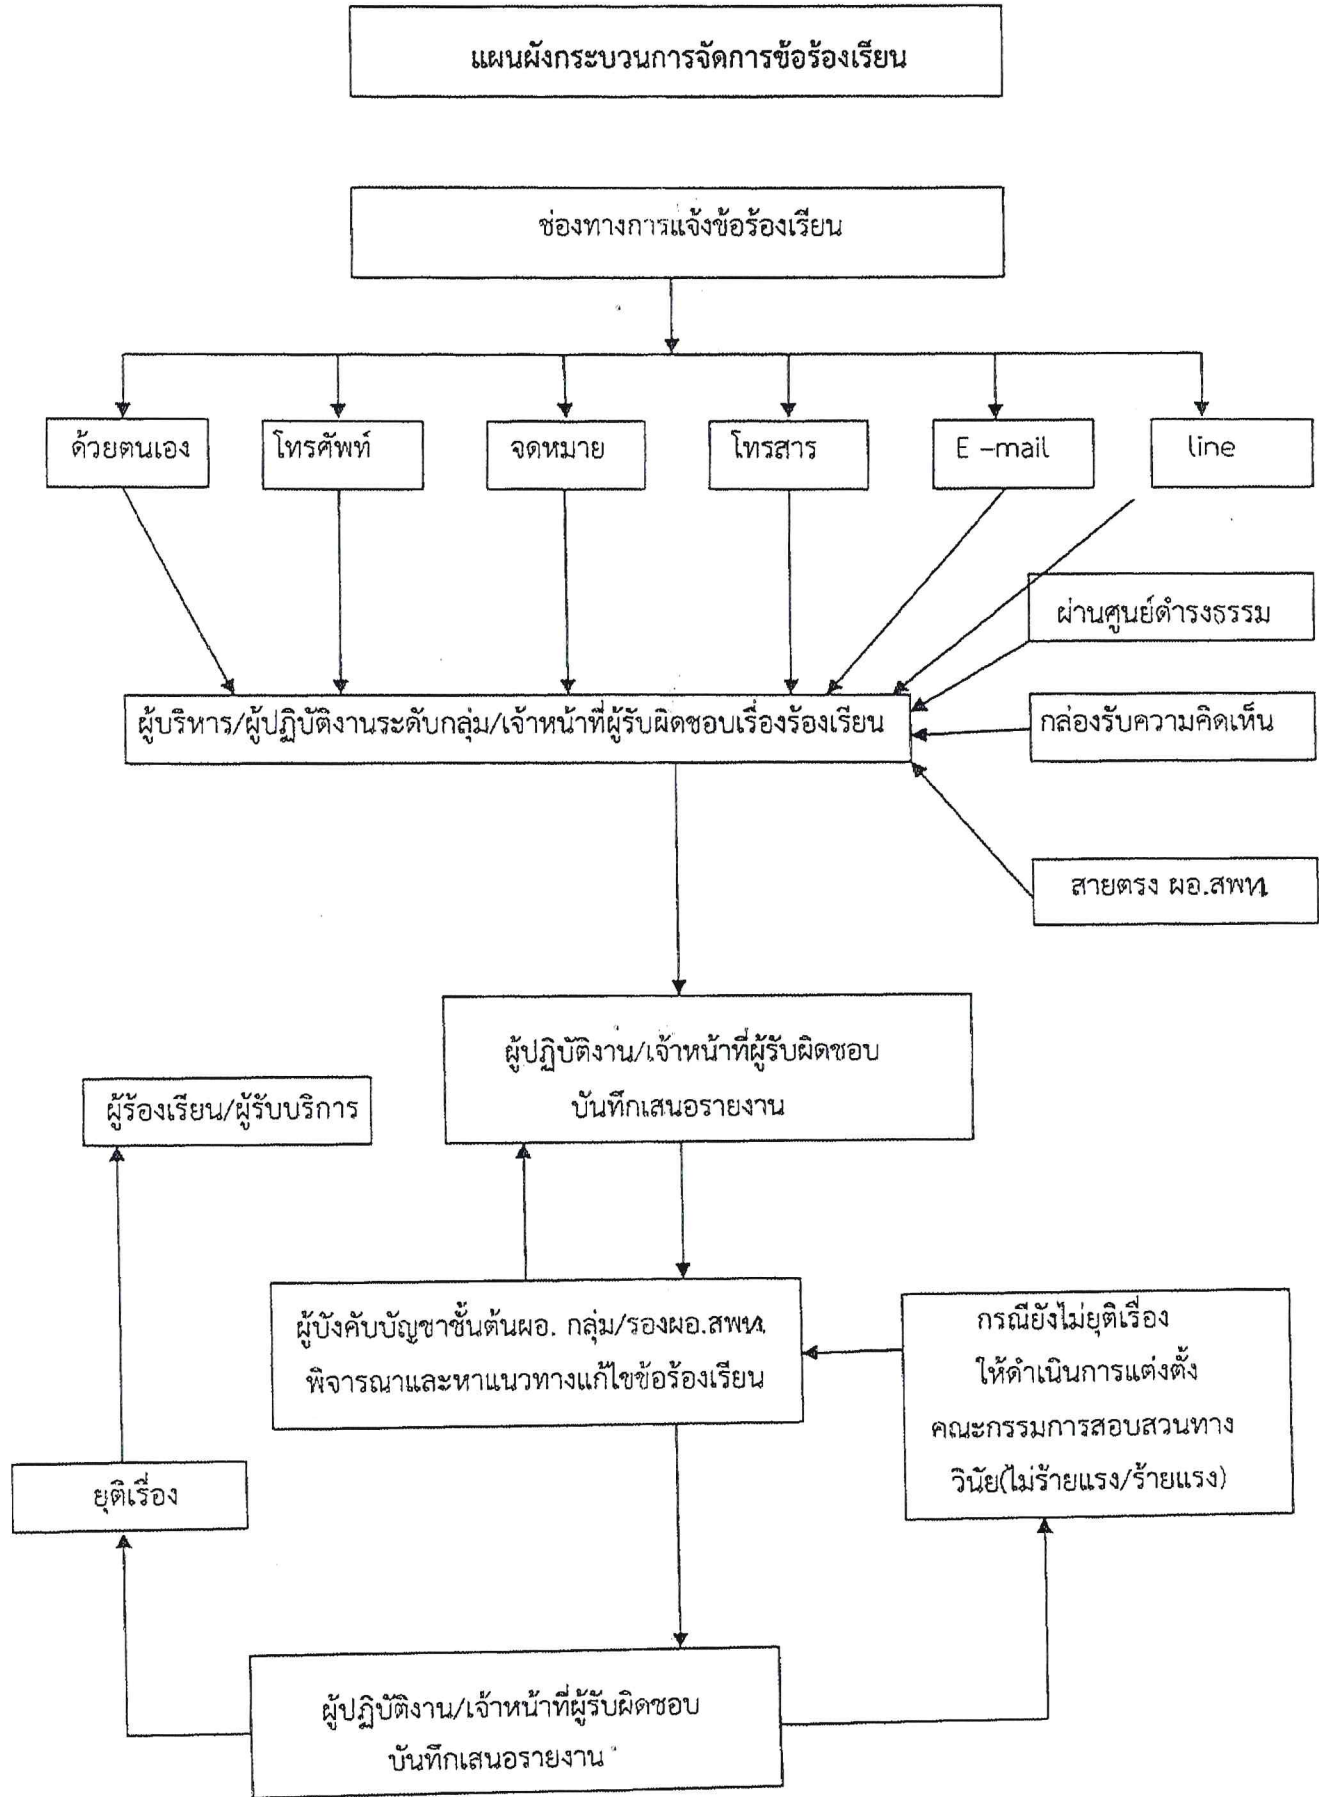 แผนผังกระบวนการจัดการข้อร้องเรียน
ช่องทางการแจ้งข้อร้องเรียน
ด้วยตนเอง
โทรศัพท์
จดหมาย
โทรสาร
E –mail
line
ผ่านศูนย์ดำรงธรรม
ผู้บริหาร/ผู้ปฏิบัติงานระดับกลุ่ม/เจ้าหน้าที่ผู้รับผิดชอบเรื่องร้องเรียน
กล่องรับความคิดเห็น
สายตรง ผอ.สพท.
ผู้ปฏิบัติงาน/เจ้าหน้าที่ผู้รับผิดชอบ
บันทึกเสนอรายงาน
ผู้ร้องเรียน/ผู้รับบริการ
ผู้บังคับบัญชาชั้นต้นผอ. กลุ่ม/รองผอ.สพท.
พิจารณาและหาแนวทางแก้ไขข้อร้องเรียน
กรณียังไม่ยุติเรื่อง
ให้ดำเนินการแต่งตั้ง
คณะกรรมการสอบสวนทาง
วินัย(ไม่ร้ายแรง/ร้ายแรง)
ยุติเรื่อง
ผู้ปฏิบัติงาน/เจ้าหน้าที่ผู้รับผิดชอบ
บันทึกเสนอรายงาน